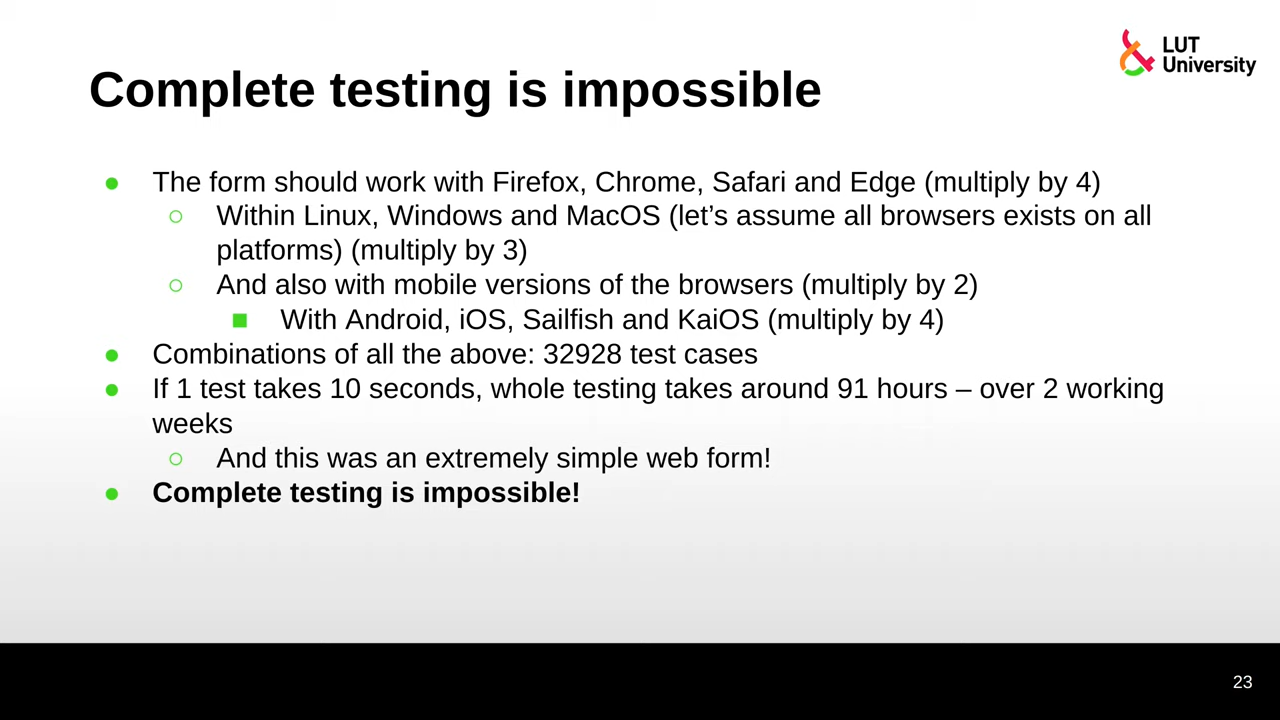 LUT
University
Complete testing is impossible
● The form should work with Firefox, Chrome, Safari and Edge (multiply by 4)
○ Within Linux, Windows and MacOS (let’s assume all browsers exists on all
platforms) (multiply by 3)
○ And also with mobile versions of the browsers (multiply by 2)
■ With Android, iOS, Sailfish and KaiOS (multiply by 4)
● Combinations of all the above: 32928 test cases
● If 1 test takes 10 seconds, whole testing takes around 91 hours – over 2 working
weeks
○ And this was an extremely simple web form!
● Complete testing is impossible!
23